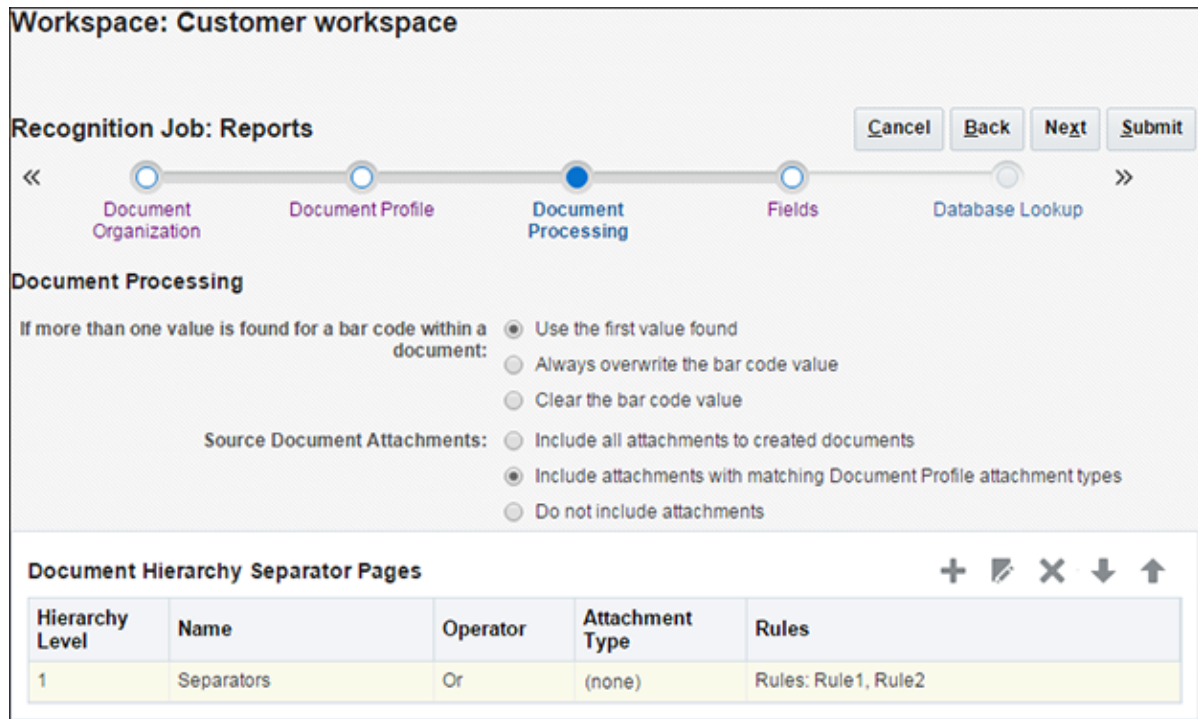 Workspace: Customer workspace
Recognition Job: Reports
Cancel Back Next Submit
«
»
Document
Organization
Document Profile
Document
Processing
Fields
Database Lookup
Document Processing
If more than one value is found for a bar code within a
document:
Use the first value found
Always overwrite the bar code value
Clear the bar code value
Source Document Attachments:
Include all attachments to created documents
Include attachments with matching Document Profile attachment types
Do not include attachments
Document Hierarchy Separator Pages
Hierarchy
Level
Name
Operator
Attachment
Type
Rules
1 Separators Or (none) Rules: Rule1, Rule2